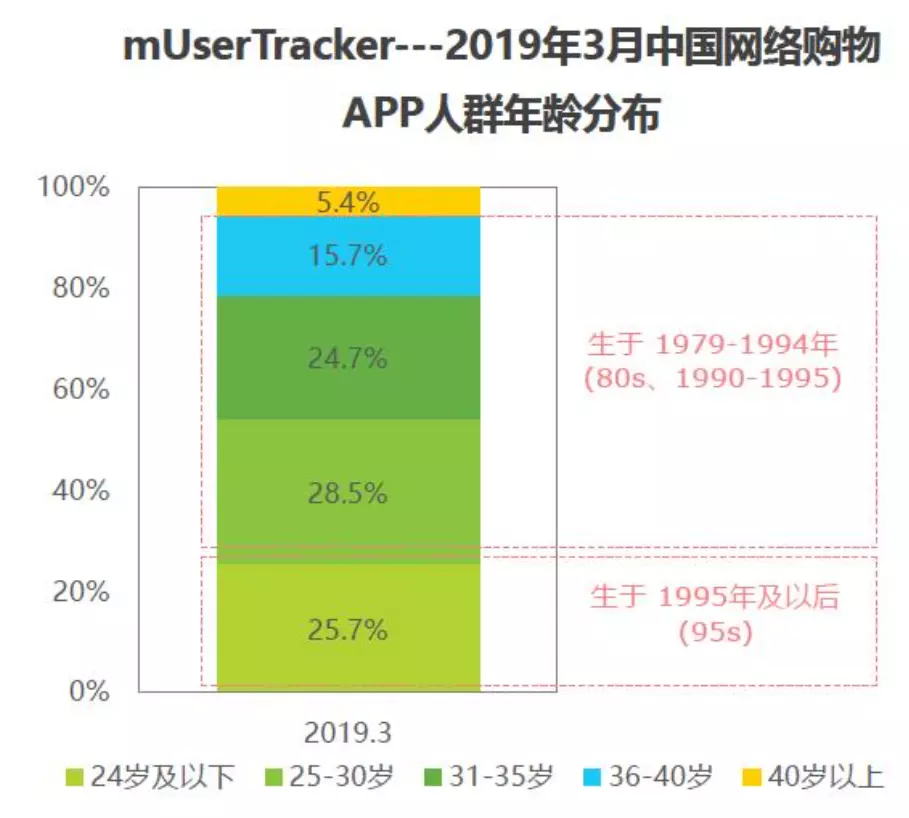 mUserTracker---2019年3月中国网络购物
APP人群年龄分布
100%
80%
60%
40%
20%
0%
5.4%
15.7%
24.7%
28.5%
25.7%
生于 1979-1994年
(80s、1990-1995)
生于 1995年及以后
(95s)
2019.3
24岁及以下 25-30岁 31-35岁 36-40岁 40岁以上